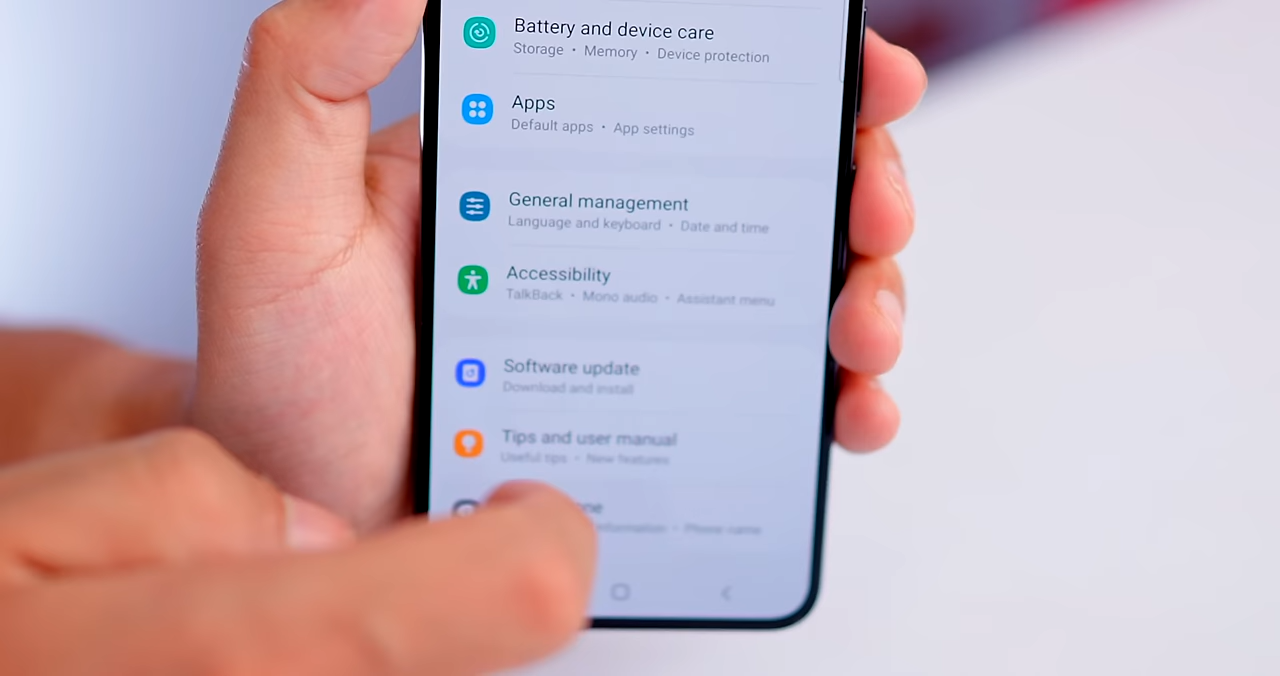 Battery and device care
Storage • Memory • Device protection
Apps
Default apps • App settings
General management
Language and keyboard • Date and time
Accessibility
TalkBack • Mono audio • Assistant menu
Software update
Download and install
Tips and user manual
Useful tips • New features
information • Phone name